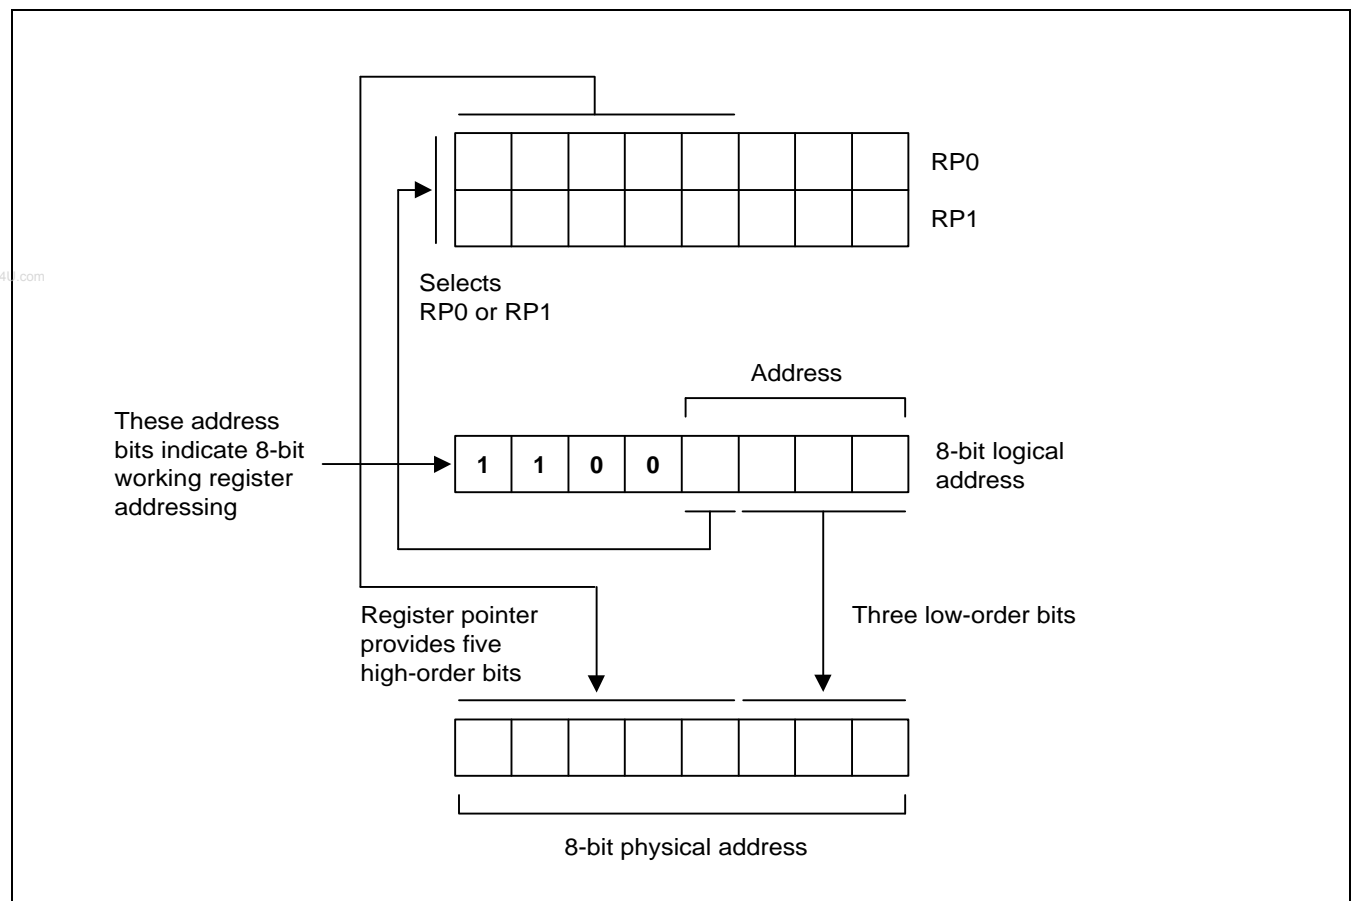 RP0
RP1
4U.com
Selects
RP0 or RP1
Address
These address
bits indicate 8-bit
working register
addressing
1 1 0 0
8-bit logical
address
Register pointer
provides five
high-order bits
Three low-order bits
8-bit physical address